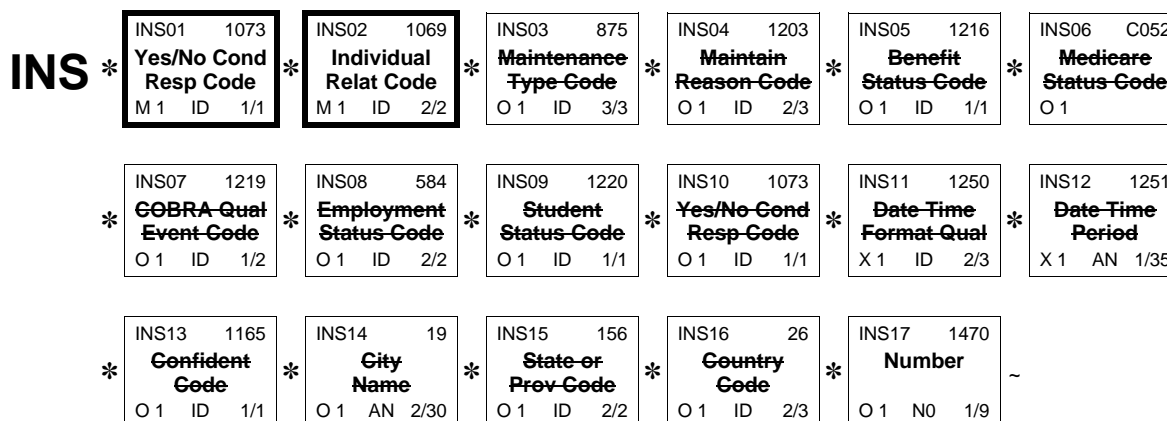 INS01 1073 INS02 1069 INS03 875 INS04 1203 INS05 1216 INS06 C052
INS * Yes/No Cond Resp Code * Individual Relat Code * Maintenance Type Code * Maintain Reason Code * Benefit Status Code * Medicare Status Code
M 1 ID 1/1 M 1 ID 2/2 O 1 ID 3/3 O 1 ID 2/3 O 1 ID 1/1 O 1
INS07 1219 INS08 584 INS09 1220 INS10 1073 INS11 1250 INS12 1251
* COBRA Qual Event Code * Employment Status Code * Student Status Code * Yes/No Cond Resp Code * Date Time Format Qual * Date Time Period
O 1 ID 1/2 O 1 ID 2/2 O 1 ID 1/1 O 1 ID 1/1 X 1 ID 2/3 X 1 AN 1/35
INS13 1165 INS14 19 INS15 156 INS16 26 INS17 1470
* Confident Code * City Name * State or Prov Code * Country Code * Number ~
O 1 ID 1/1 O 1 AN 2/30 O 1 ID 2/2 O 1 ID 2/3 O 1 N0 1/9